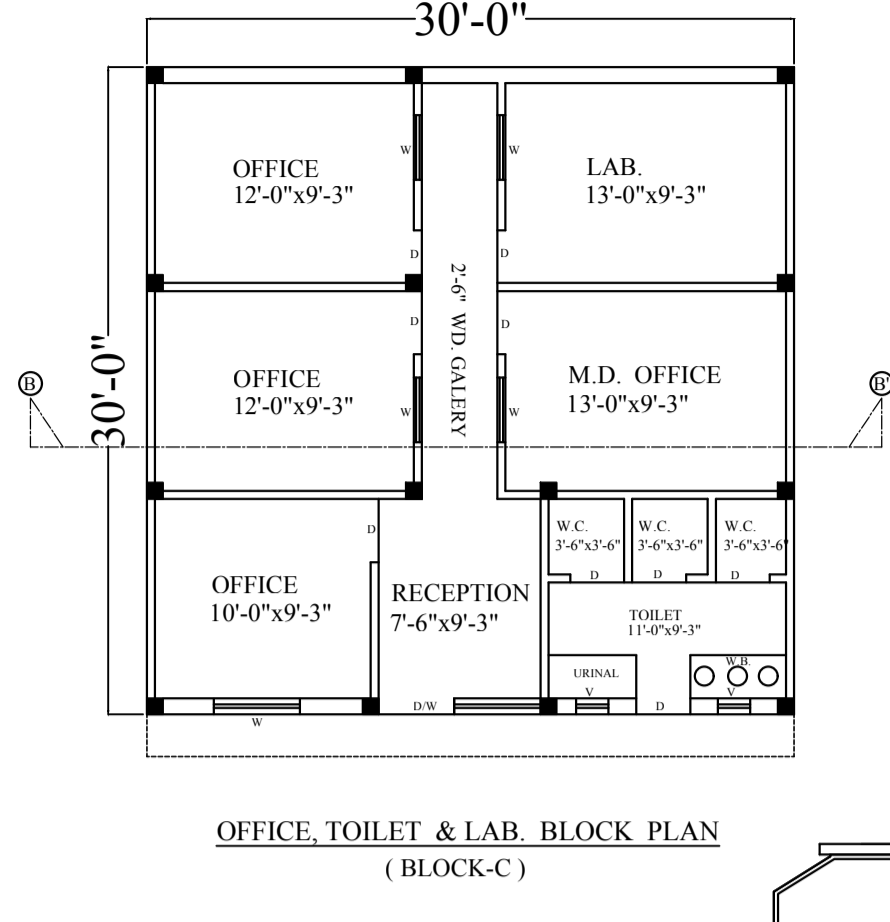 30'-0"
30'-0"
OFFICE
12'-0"x9'-3"
W
D
W
D
LAB.
13'-0"x9'-3"
2'-6" WD. GALERY
OFFICE
12'-0"x9'-3"
D
W
D
W
M.D. OFFICE
13'-0"x9'-3"
B
B'
OFFICE
10'-0"x9'-3"
D
W
RECEPTION
7'-6"x9'-3"
D/W
W.C.
3'-6"x3'-6"
D
W.C.
3'-6"x3'-6"
D
W.C.
3'-6"x3'-6"
D
TOILET
11'-0"x9'-3"
URINAL
V
D
W.B.
V
OFFICE, TOILET & LAB. BLOCK PLAN
( BLOCK-C )